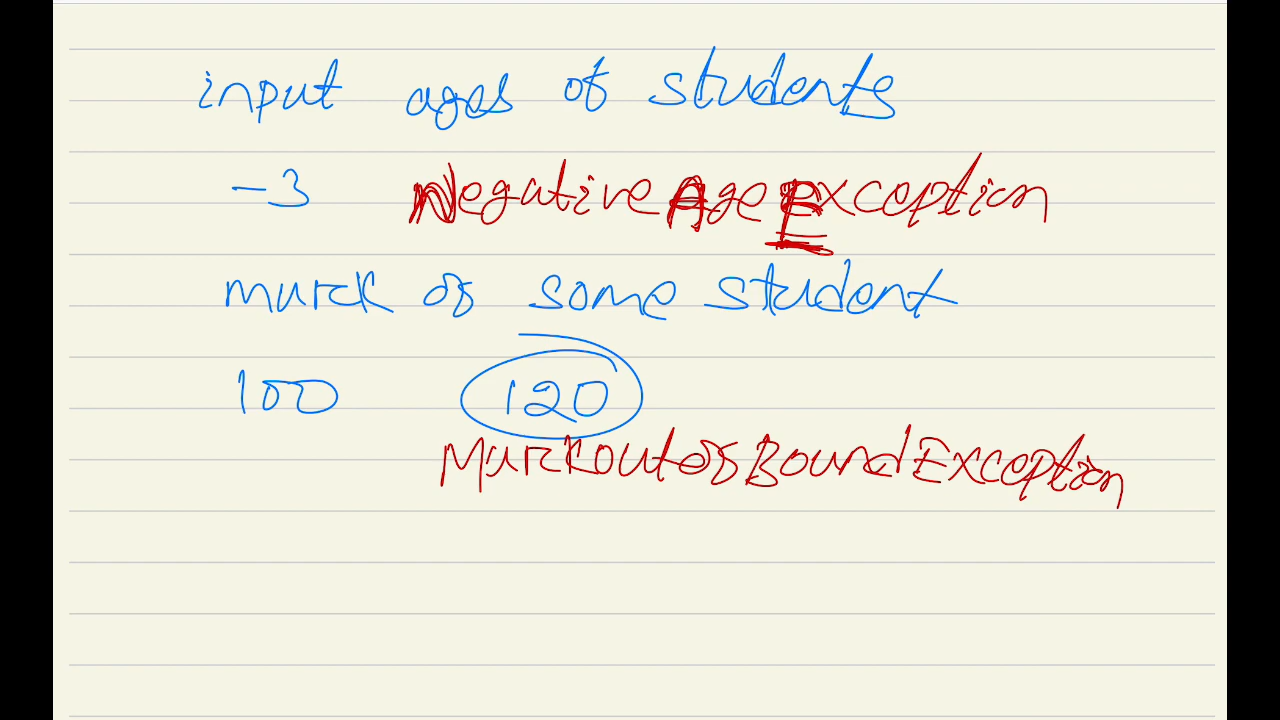 input ages of students
-3 NegativeAgeException
mark of some student
100 120
MarkoutofBoundException